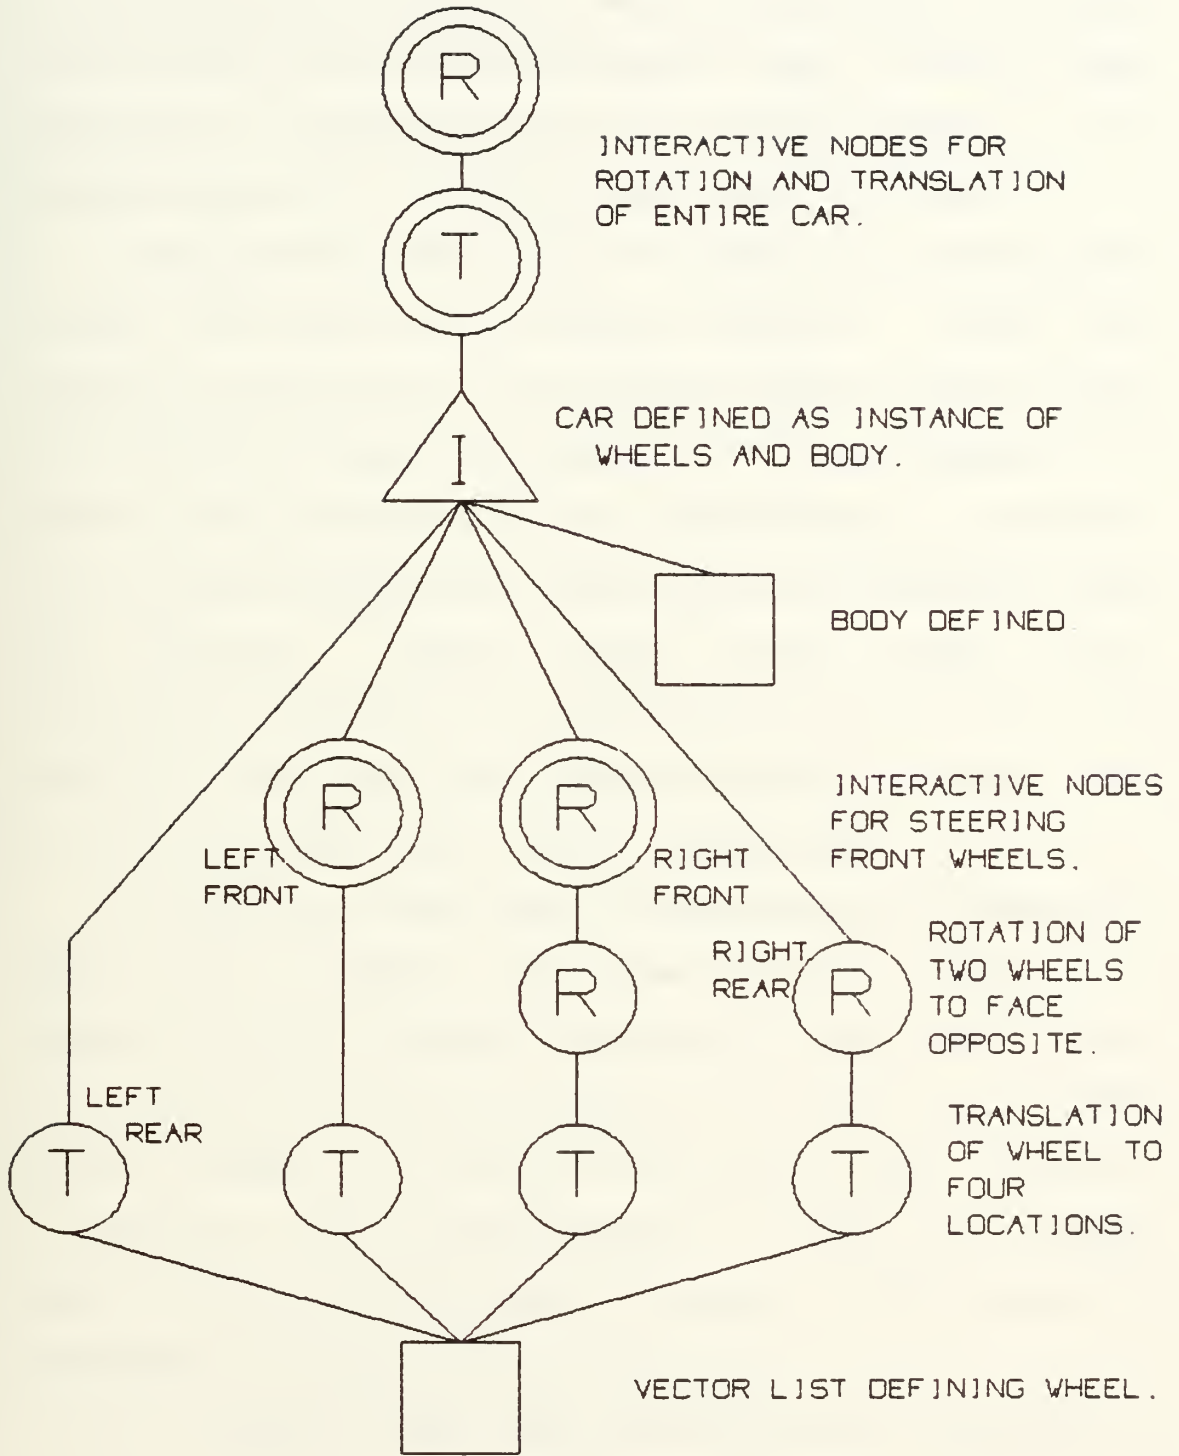 R
INTERACTIVE NODES FOR
ROTATION AND TRANSLATION
OF ENTIRE CAR.
T
CAR DEFINED AS INSTANCE OF
WHEELS AND BODY.
I
BODY DEFINED
R
R
INTERACTIVE NODES
FOR STEERING
FRONT WHEELS.
LEFT
FRONT
RIGHT
FRONT
RIGHT
REAR
R
R
ROTATION OF
TWO WHEELS
TO FACE
OPPOSITE.
LEFT
REAR
T
T
T
T
TRANSLATION
OF WHEEL TO
FOUR
LOCATIONS.
VECTOR LIST DEFINING WHEEL.